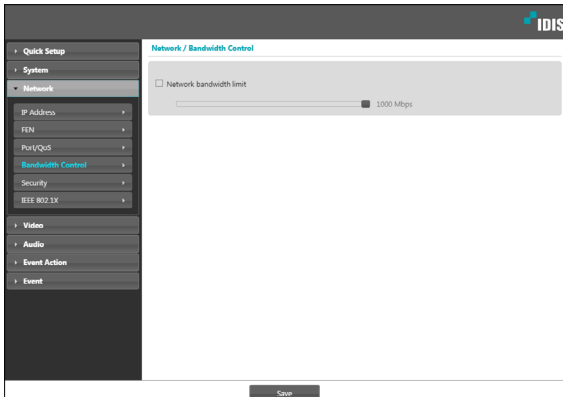 IDIS
Quick Setup
System
Network
IP Address
FEN
Port/QoS
Bandwidth Control
Security
IEEE 802.1X
Video
Audio
Event Action
Event
Network / Bandwidth Control
Network bandwidth limit
1000 Mbps
Save